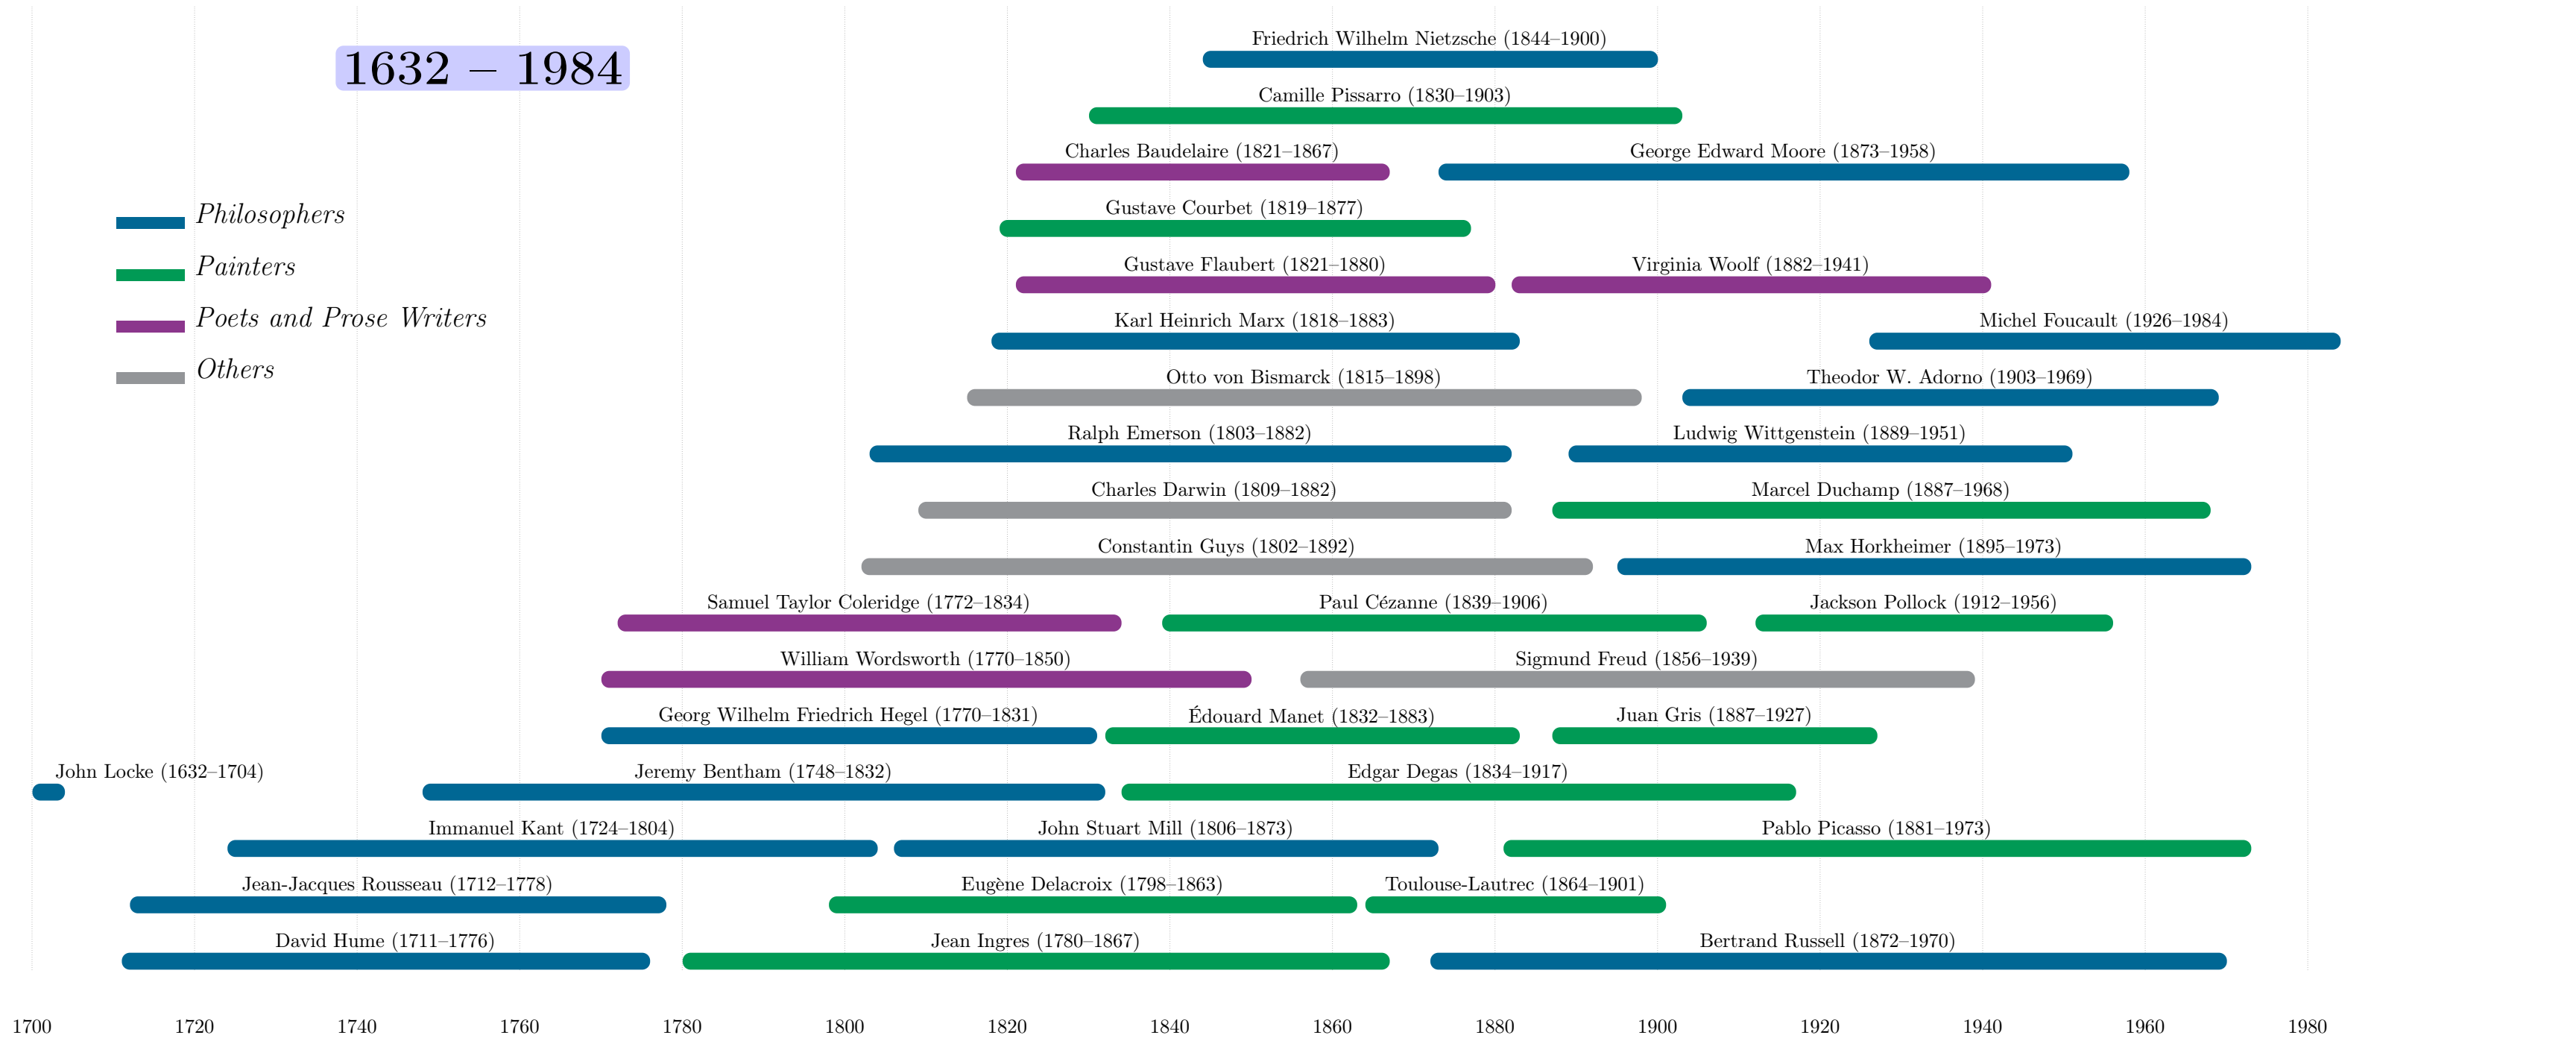 Friedrich Wilhelm Nietzsche (1844–1900)
1632 – 1984
Camille Pissarro (1830–1903)
Charles Baudelaire (1821–1867) George Edward Moore (1873–1958)
Philosophers Gustave Courbet (1819–1877)
Painters Gustave Flaubert (1821–1880) Virginia Woolf (1882–1941)
Poets and Prose Writers Karl Heinrich Marx (1818–1883) Michel Foucault (1926–1984)
Others Otto von Bismarck (1815–1898) Theodor W. Adorno (1903–1969)
Ralph Emerson (1803–1882) Ludwig Wittgenstein (1889–1951)
Charles Darwin (1809–1882) Marcel Duchamp (1887–1968)
Constantin Guys (1802–1892) Max Horkheimer (1895–1973)
Samuel Taylor Coleridge (1772–1834) Paul Cézanne (1839–1906) Jackson Pollock (1912–1956)
William Wordsworth (1770–1850) Sigmund Freud (1856–1939)
Georg Wilhelm Friedrich Hegel (1770–1831) Édouard Manet (1832–1883) Juan Gris (1887–1927)
John Locke (1632–1704) Jeremy Bentham (1748–1832) Edgar Degas (1834–1917)
Immanuel Kant (1724–1804) John Stuart Mill (1806–1873) Pablo Picasso (1881–1973)
Jean-Jacques Rousseau (1712–1778) Eugène Delacroix (1798–1863) Toulouse-Lautrec (1864–1901)
David Hume (1711–1776) Jean Ingres (1780–1867) Bertrand Russell (1872–1970)
1700 1720 1740 1760 1780 1800 1820 1840 1860 1880 1900 1920 1940 1960 1980